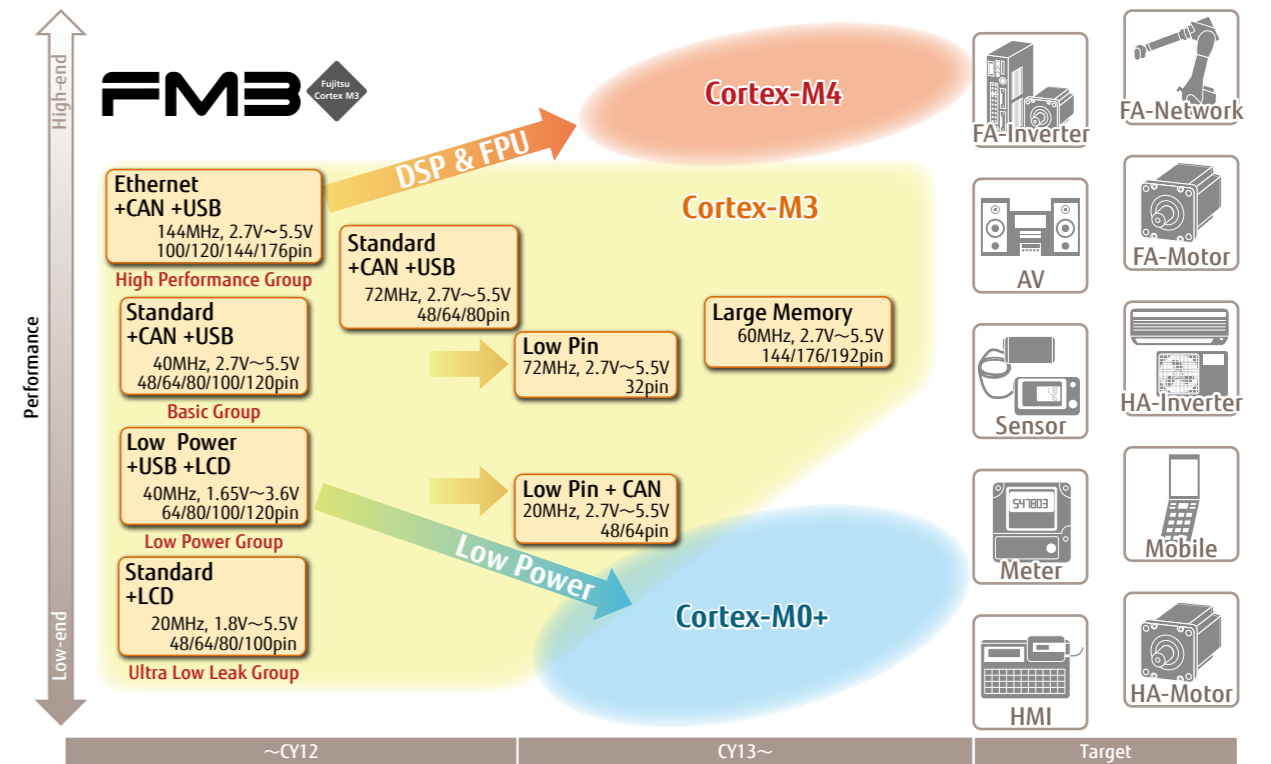 High-end
Performance
Low-end
FM3
Fujitsu
Cortex M3
Cortex-M4
DSP & FPU
Cortex-M3
Ethernet
+CAN +USB
144MHz, 2.7V～5.5V
100/120/144/176pin
High Performance Group
Standard
+CAN +USB
72MHz, 2.7V～5.5V
48/64/80pin
Standard
+CAN +USB
40MHz, 2.7V～5.5V
48/64/80/100/120pin
Basic Group
Low Pin
72MHz, 2.7V～5.5V
32pin
Large Memory
60MHz, 2.7V～5.5V
144/176/192pin
Low Power
+USB +LCD
40MHz, 1.65V～3.6V
64/80/100/120pin
Low Power Group
Low Pin + CAN
20MHz, 2.7V～5.5V
48/64pin
Low Power
Standard
+LCD
20MHz, 1.8V～5.5V
48/64/80/100pin
Ultra Low Leak Group
Cortex-M0+
FA-Inverter
FA-Network
AV
FA-Motor
Sensor
HA-Inverter
547803
Meter
Mobile
HMI
HA-Motor
～CY12
CY13～
Target